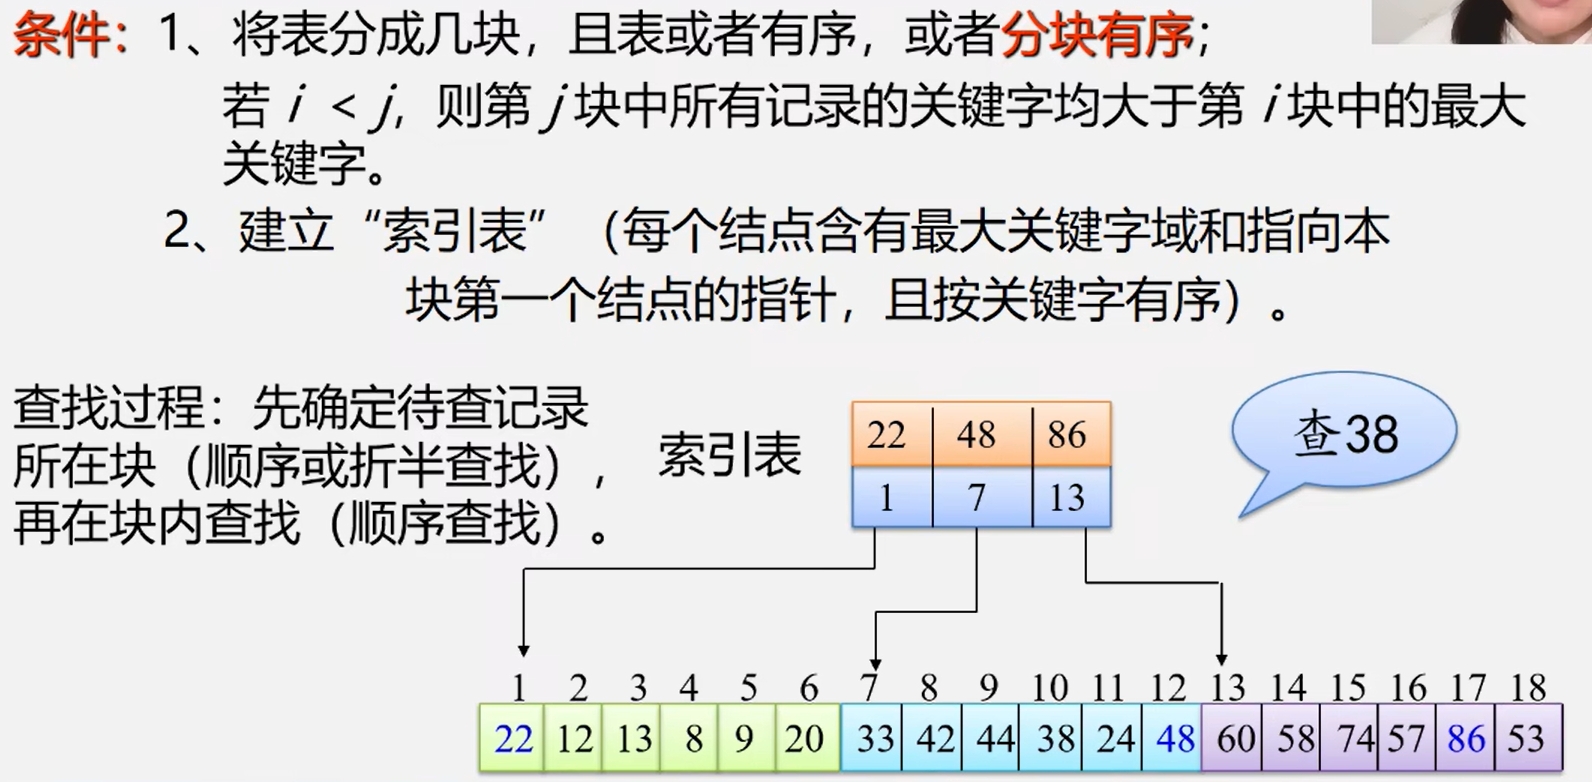 条件：1、将表分成几块，且表或者有序，或者分块有序；
若 i < j，则第 j 块中所有记录的关键字均大于第 i 块中的最大
关键字。
2、建立“索引表”（每个结点含有最大关键字域和指向本
块第一个结点的指针，且按关键字有序）。
查找过程：先确定待查记录
所在块（顺序或折半查找），
再在块内查找（顺序查找）。
索引表
22 48 86
1 7 13
查38
1 2 3 4 5 6 7 8 9 10 11 12 13 14 15 16 17 18
22 12 13 8 9 20 33 42 44 38 24 48 60 58 74 57 86 53